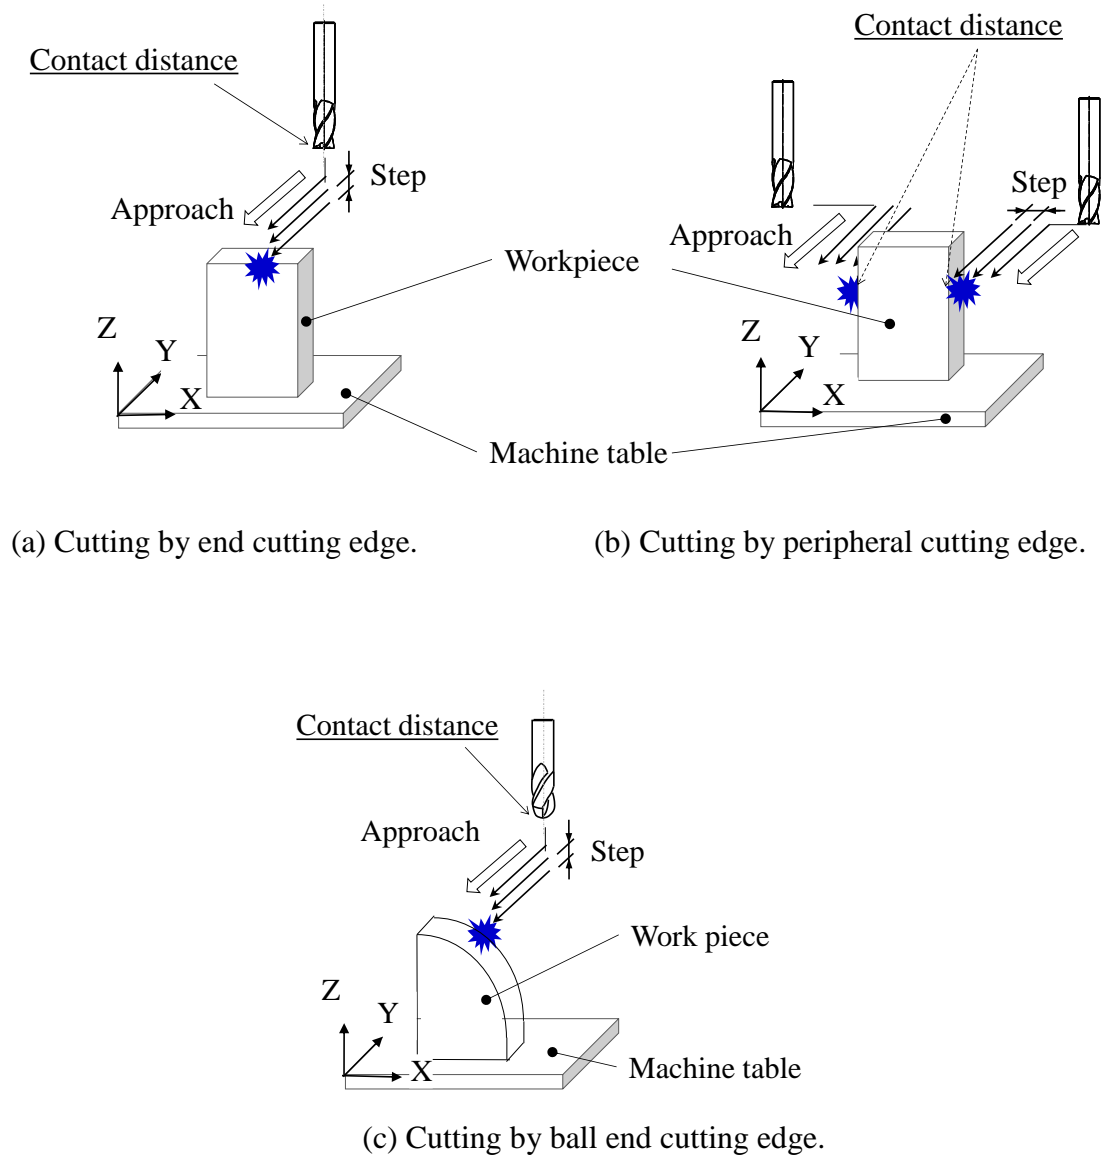 Contact distance
Step
Approach
Z
Y
X
Contact distance
Step
Approach
Workpiece
Z
Y
X
Machine table
(a) Cutting by end cutting edge.
(b) Cutting by peripheral cutting edge.
Contact distance
Approach
Step
Work piece
Z
Y
X
Machine table
(c) Cutting by ball end cutting edge.